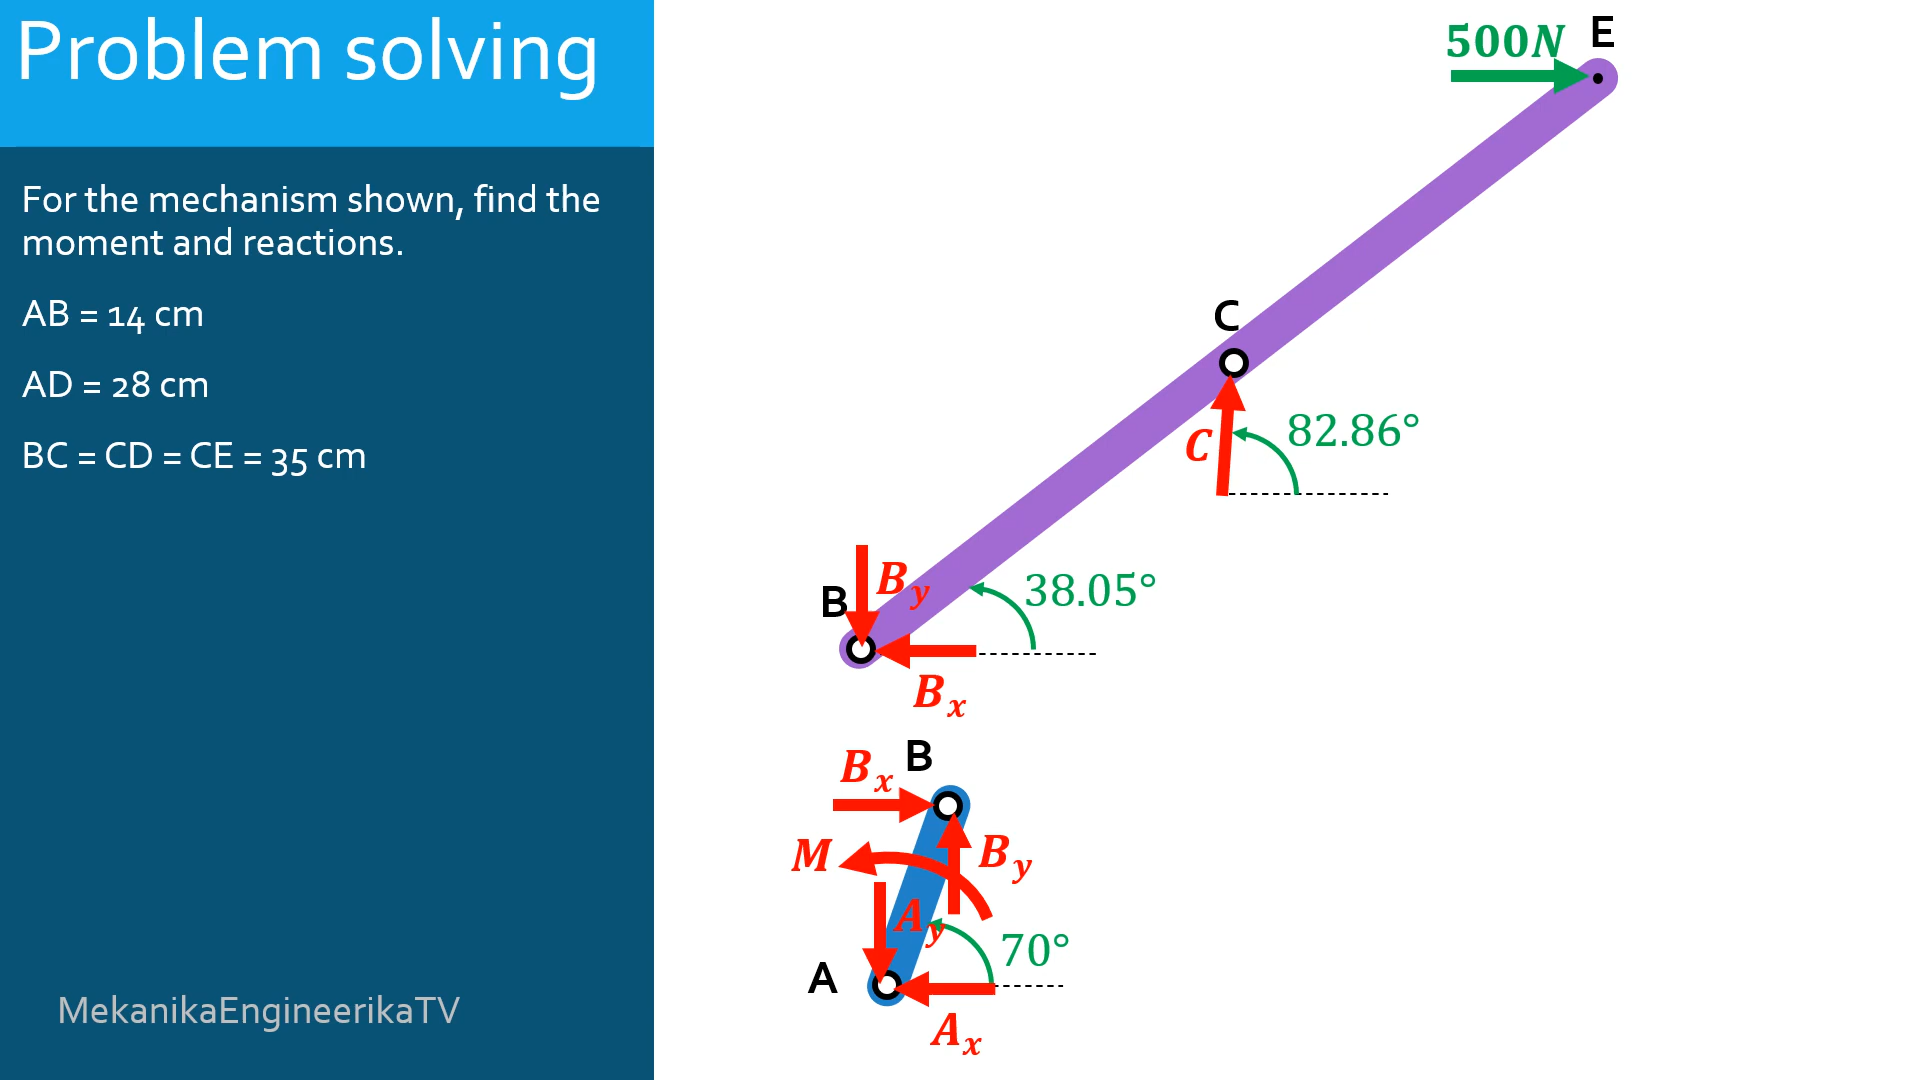 Problem solving
For the mechanism shown, find the
moment and reactions.
AB = 14 cm
AD = 28 cm
BC = CD = CE = 35 cm
MekanikaEngineerikaTV
500N E
C
C 82.86°
B By 38.05°
Bx
Bx B
M By
Ay 70°
A
Ax